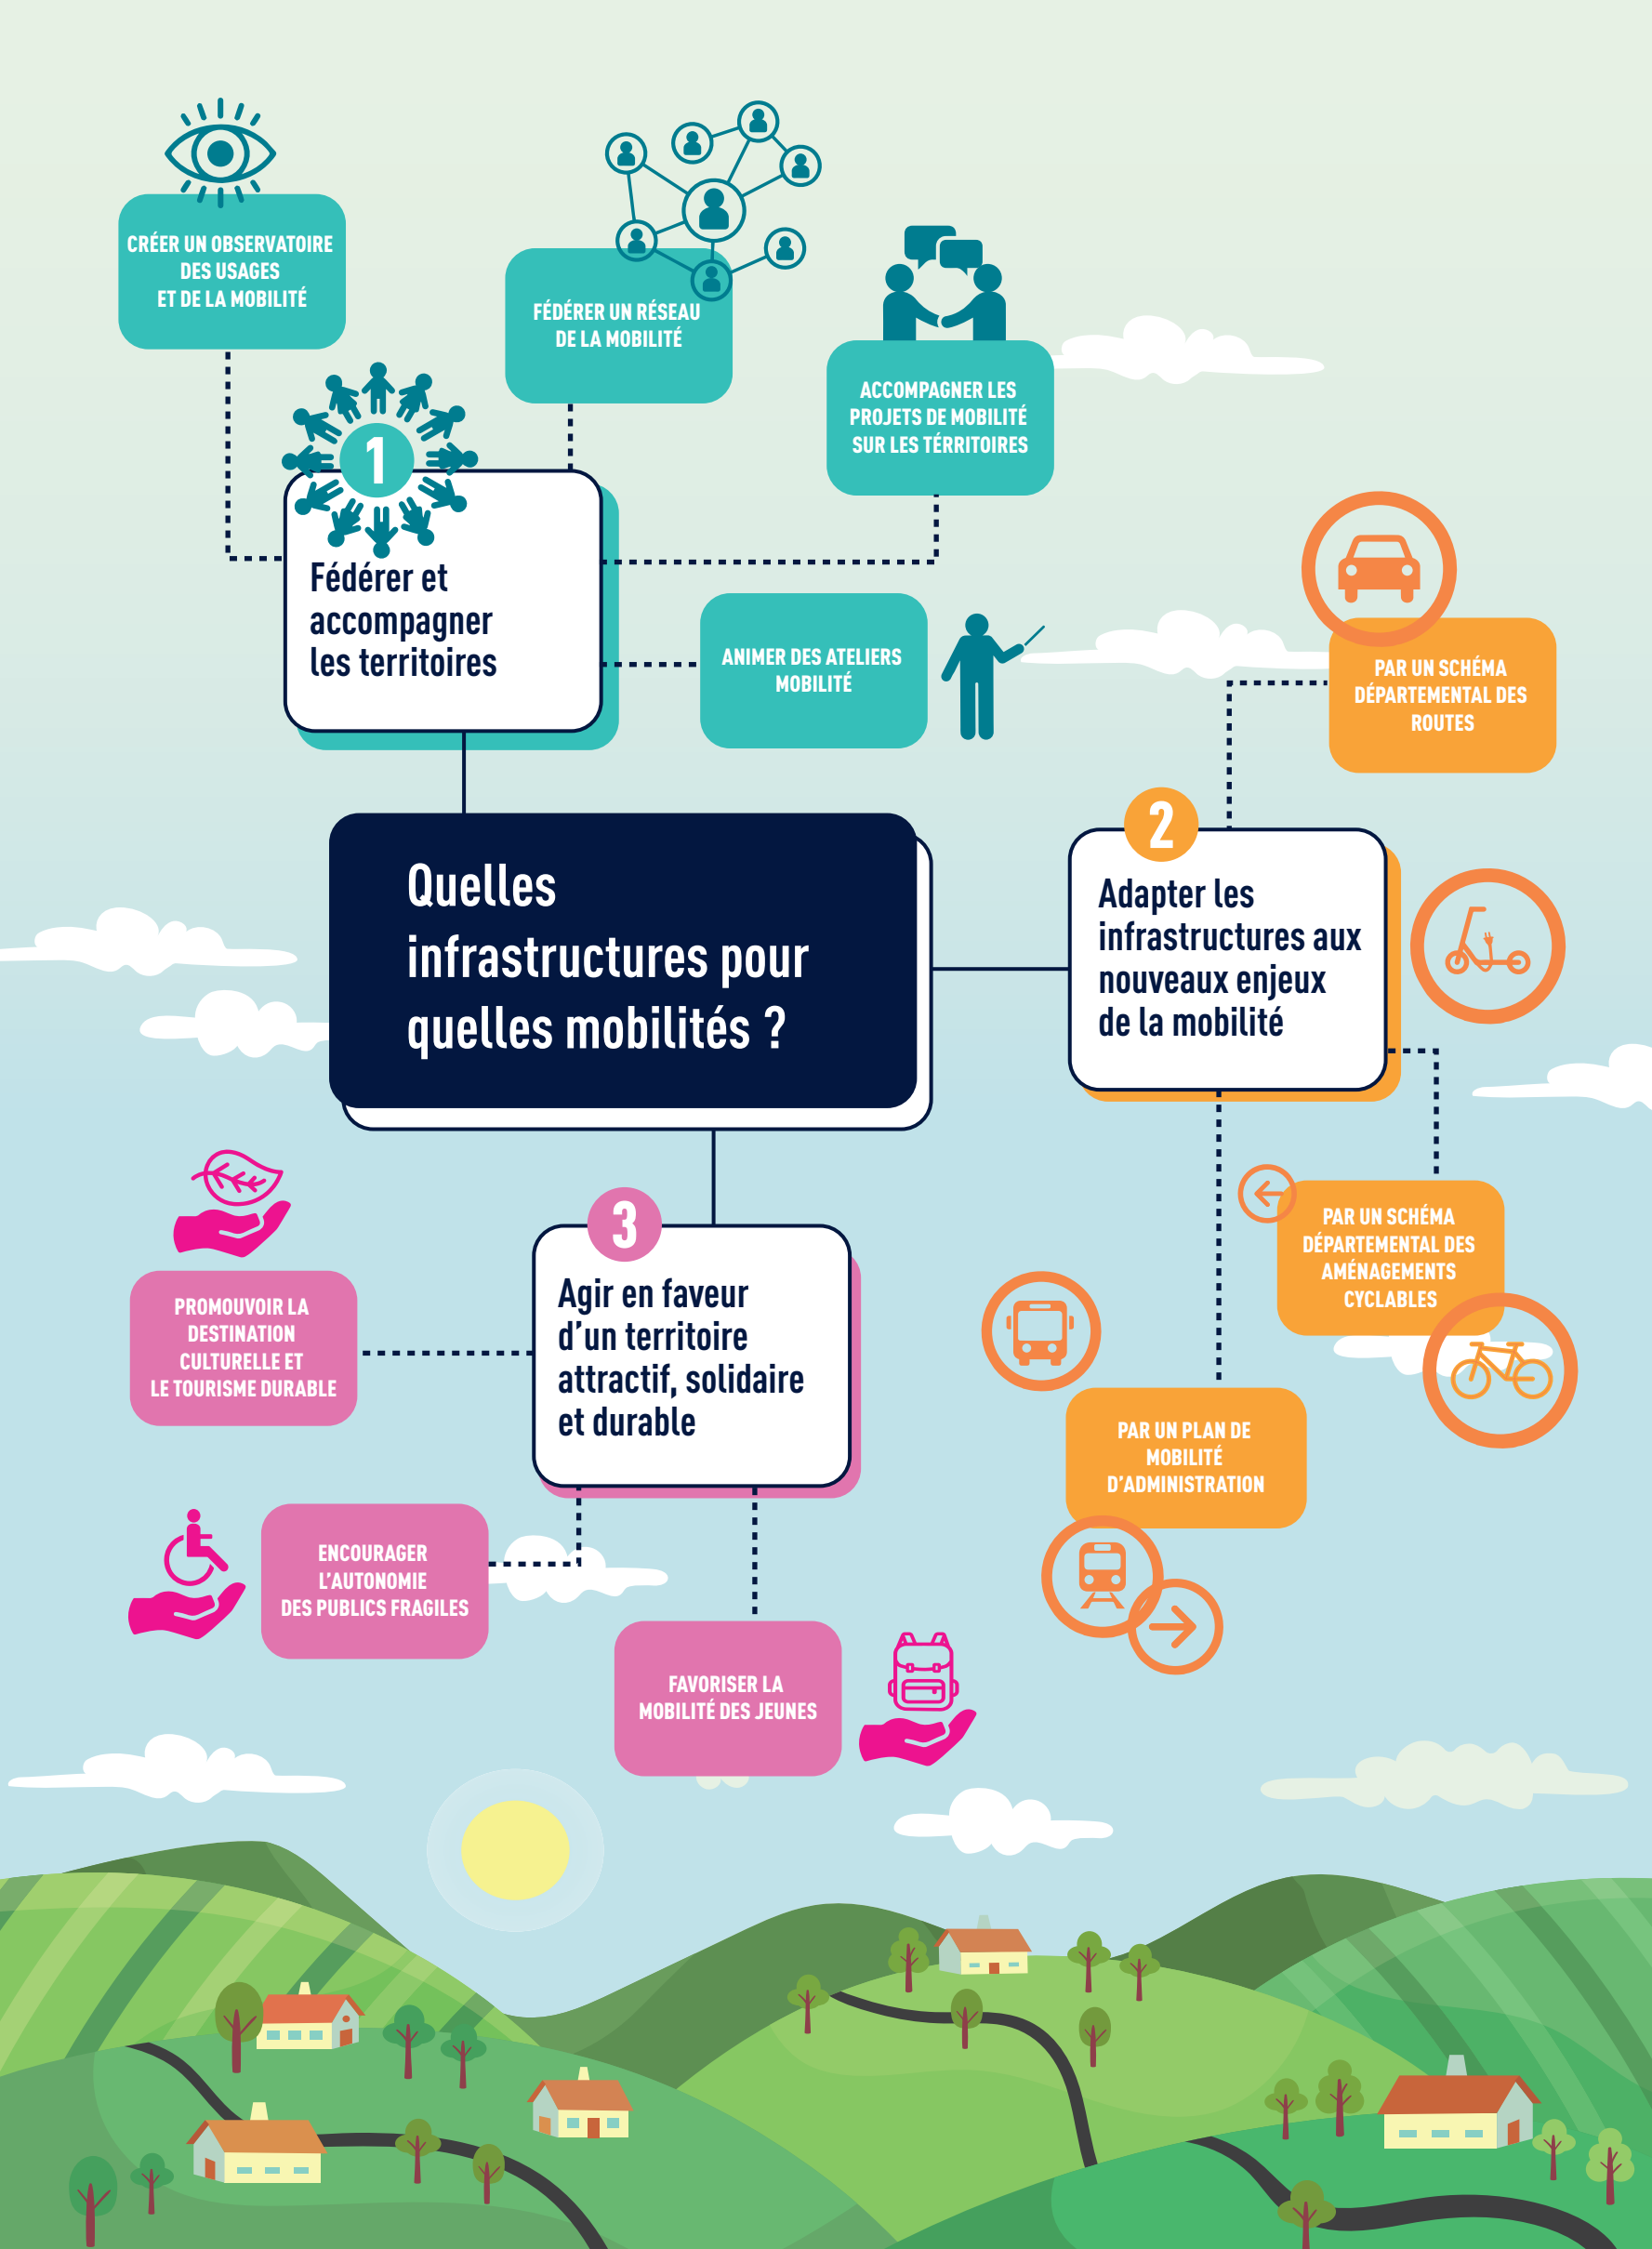 CRÉER UN OBSERVATOIRE
DES USAGES
ET DE LA MOBILITÉ
FÉDÉRER UN RÉSEAU
DE LA MOBILITÉ
ACCOMPAGNER LES
PROJETS DE MOBILITÉ
SUR LES TÉRRITOIRES
1
Fédérer et
accompagner
les territoires
ANIMER DES ATELIERS
MOBILITÉ
PAR UN SCHÉMA
DÉPARTEMENTAL DES
ROUTES
Quelles
infrastructures pour
quelles mobilités ?
2
Adapter les
infrastructures aux
nouveaux enjeux
de la mobilité
PAR UN SCHÉMA
DÉPARTEMENTAL DES
AMÉNAGEMENTS
CYCLABLES
PAR UN PLAN DE
MOBILITÉ
D’ADMINISTRATION
3
Agir en faveur
d’un territoire
attractif, solidaire
et durable
PROMOUVOIR LA
DESTINATION
CULTURELLE ET
LE TOURISME DURABLE
ENCOURAGER
L’AUTONOMIE
DES PUBLICS FRAGILES
FAVORISER LA
MOBILITÉ DES JEUNES